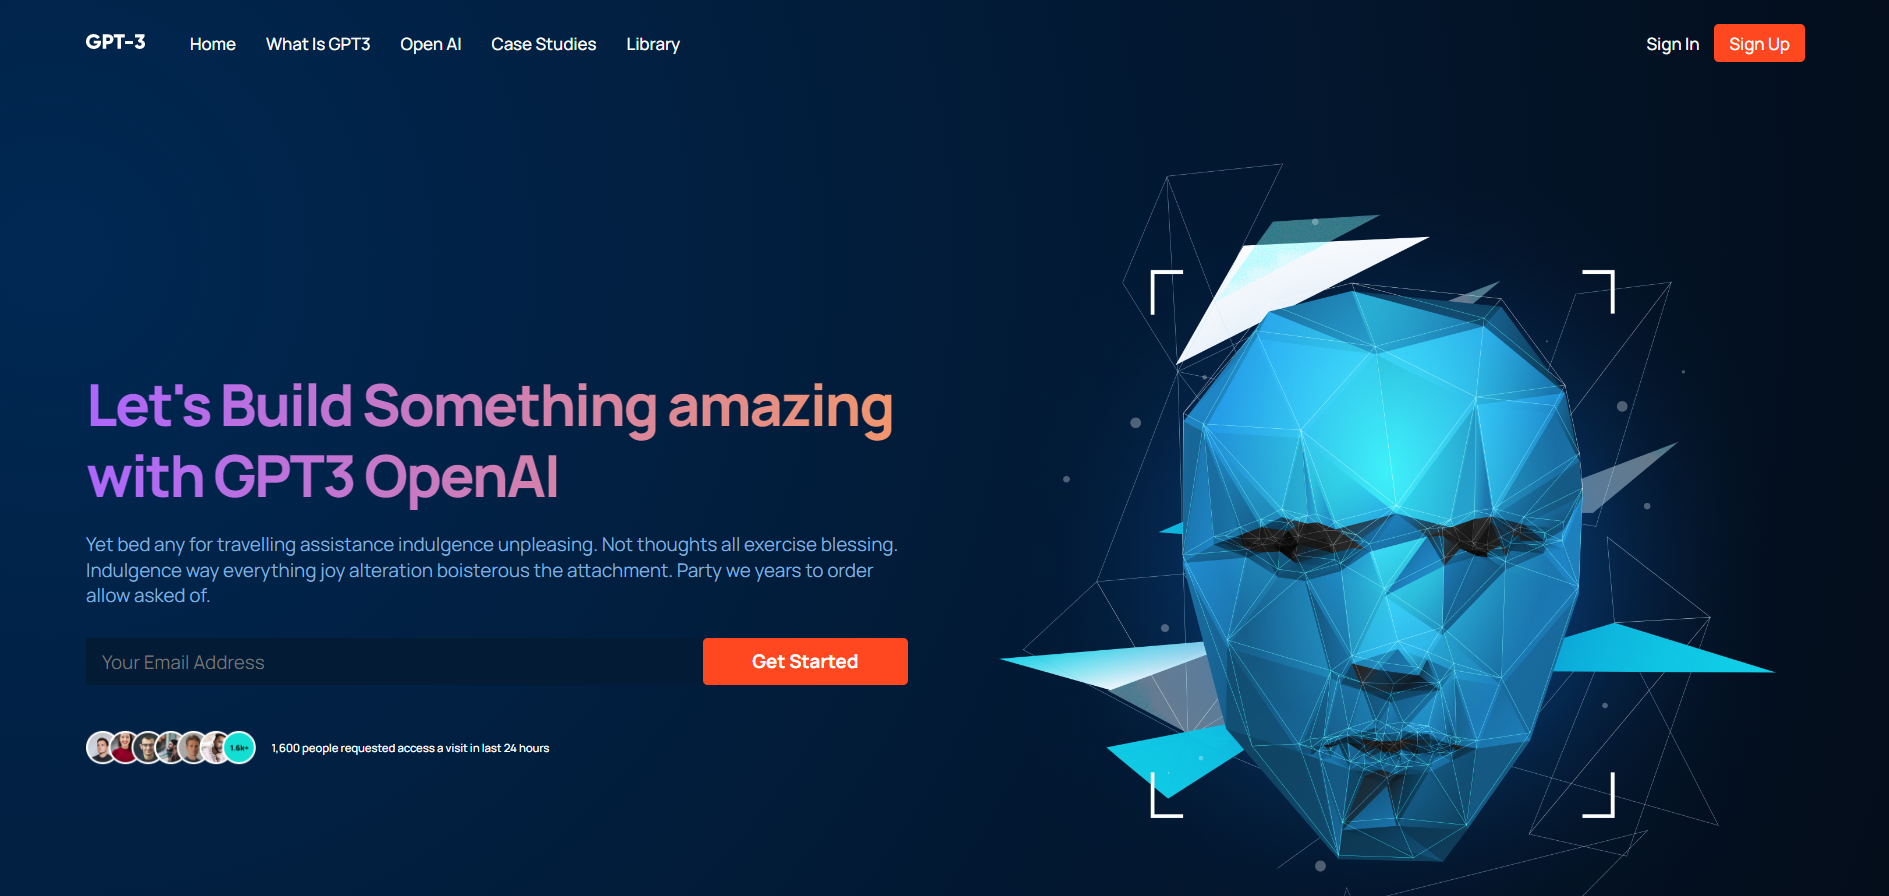 GPT-3
Home
What Is GPT3
Open AI
Case Studies
Library
Sign In
Sign Up
Let's Build Something amazing
with GPT3 OpenAI
Yet bed any for travelling assistance indulgence unpleasing. Not thoughts all exercise blessing.
Indulgence way everything joy alteration boisterous the attachment. Party we years to order
allow asked of.
Your Email Address
Get Started
1.6k+
1,600 people requested access a visit in last 24 hours